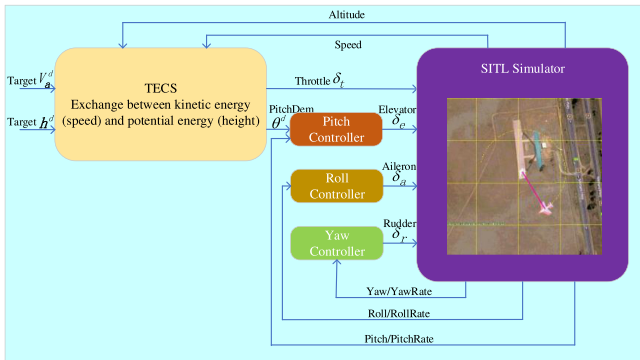 Altitude
Speed
Target V_a^d
TECS
Exchange between kinetic energy
(speed) and potential energy (height)
Target h^d
Throttle δ_t
PitchDem
θ^d
Pitch
Controller
Elevator
δ_e
Roll
Controller
Aileron
δ_a
Yaw
Controller
Rudder
δ_r
SITL Simulator
Yaw/YawRate
Roll/RollRate
Pitch/PitchRate